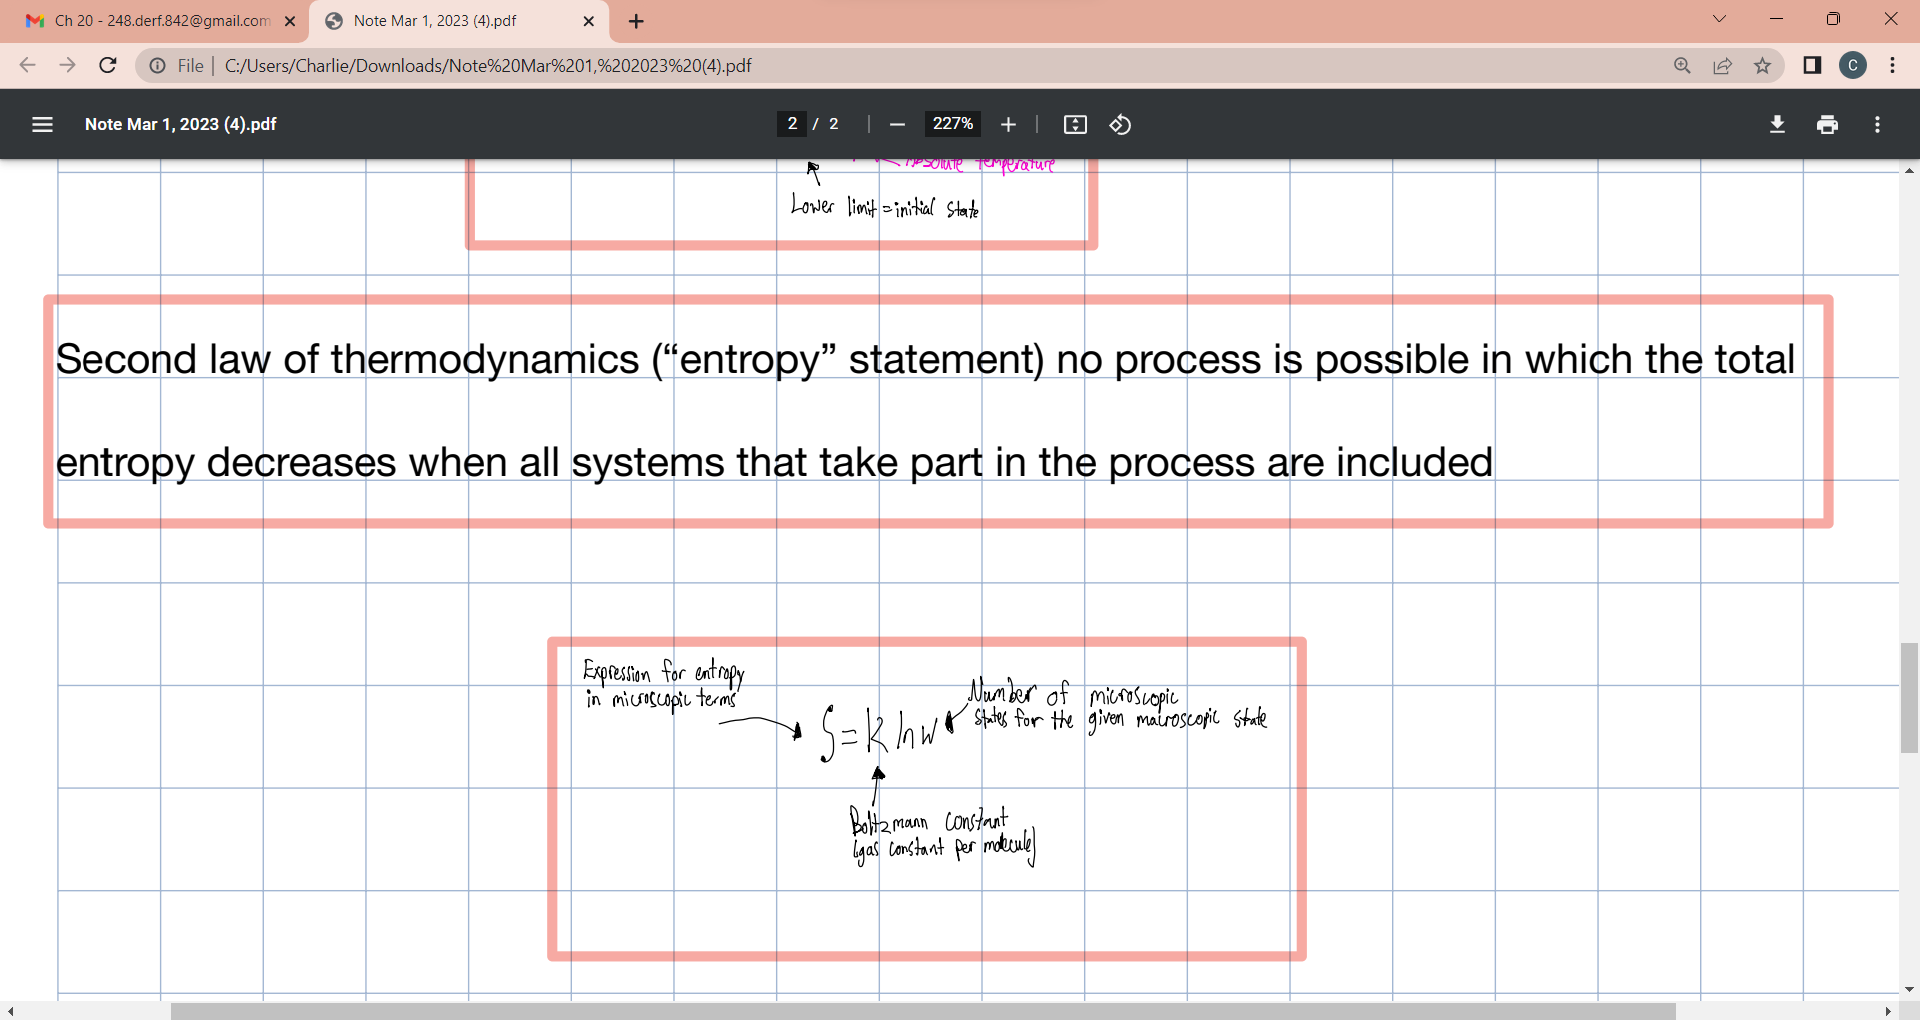 Ch 20 - 248.derf.842@gmail.com
Note Mar 1, 2023 (4).pdf
File | C:/Users/Charlie/Downloads/Note%20Mar%201,%202023%20(4).pdf
C
Note Mar 1, 2023 (4).pdf
2 / 2
227%
Absolute temperature
Lower limit = initial state
Second law of thermodynamics (“entropy” statement) no process is possible in which the total
entropy decreases when all systems that take part in the process are included
Expression for entropy
in microscopic terms
S = k ln w
Number of microscopic
states for the given macroscopic state
Boltzmann constant
(gas constant per molecule)